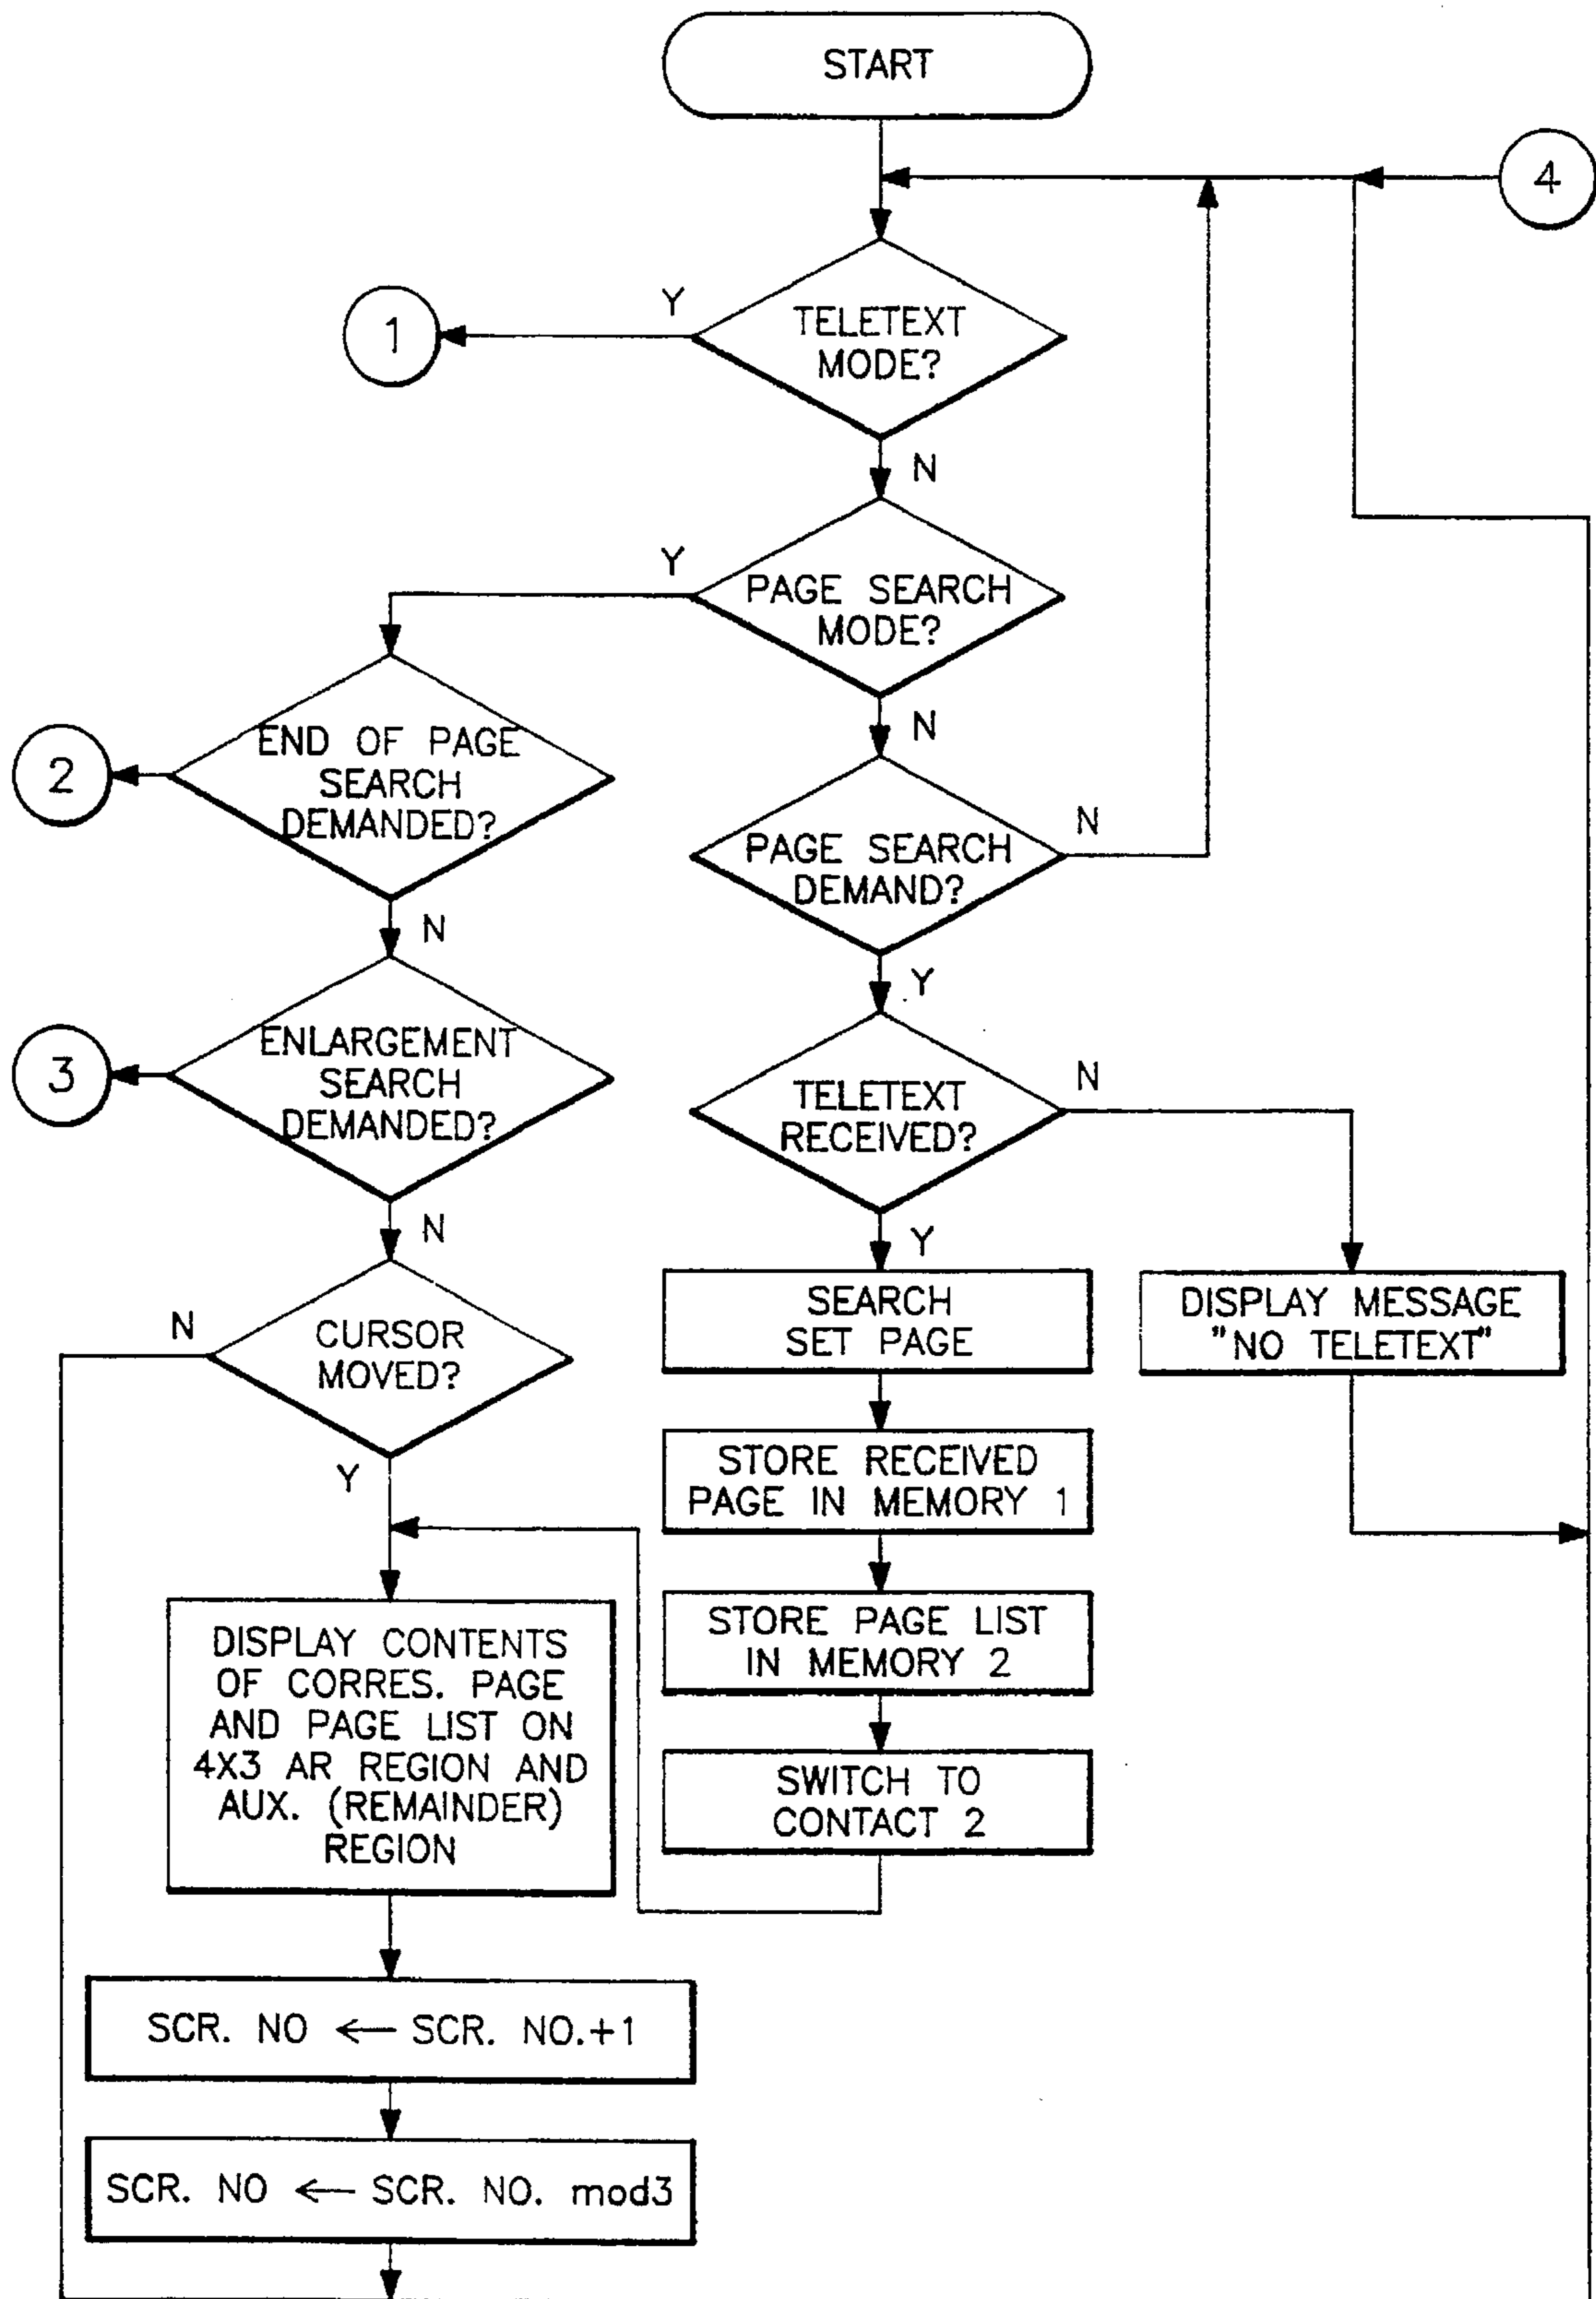 START
4
Y
1
TELETEXT
MODE?
N
Y
PAGE SEARCH
MODE?
N
END OF PAGE
SEARCH
DEMANDED?
2
N
PAGE SEARCH
DEMAND?
N
Y
ENLARGEMENT
SEARCH
DEMANDED?
3
N
TELETEXT
RECEIVED?
N
Y
SEARCH
SET PAGE
DISPLAY MESSAGE
"NO TELETEXT"
N
CURSOR
MOVED?
Y
STORE RECEIVED
PAGE IN MEMORY 1
STORE PAGE LIST
IN MEMORY 2
SWITCH TO
CONTACT 2
DISPLAY CONTENTS
OF CORRES. PAGE
AND PAGE LIST ON
4X3 AR REGION AND
AUX. (REMAINDER)
REGION
SCR. NO ← SCR. NO.+1
SCR. NO ← SCR. NO. mod3